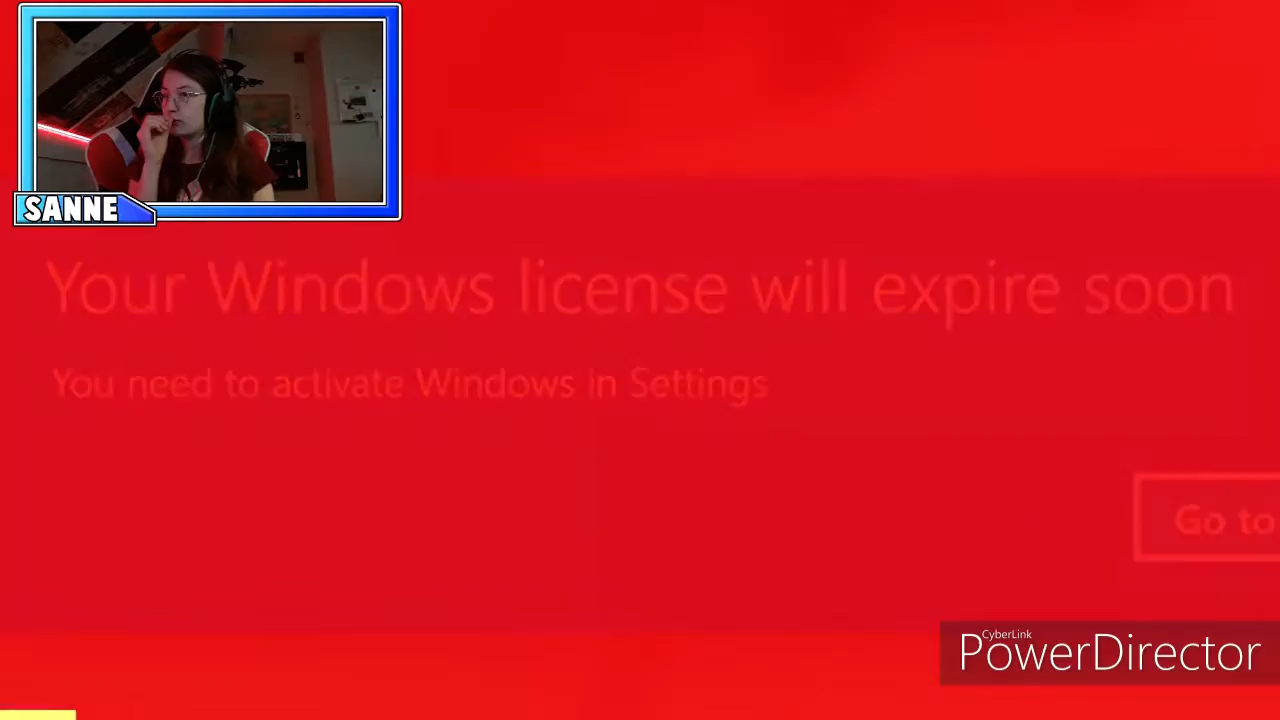 SANNE
Your Windows license will expire soon
You need to activate Windows in Settings
Go to
CyberLink
PowerDirector